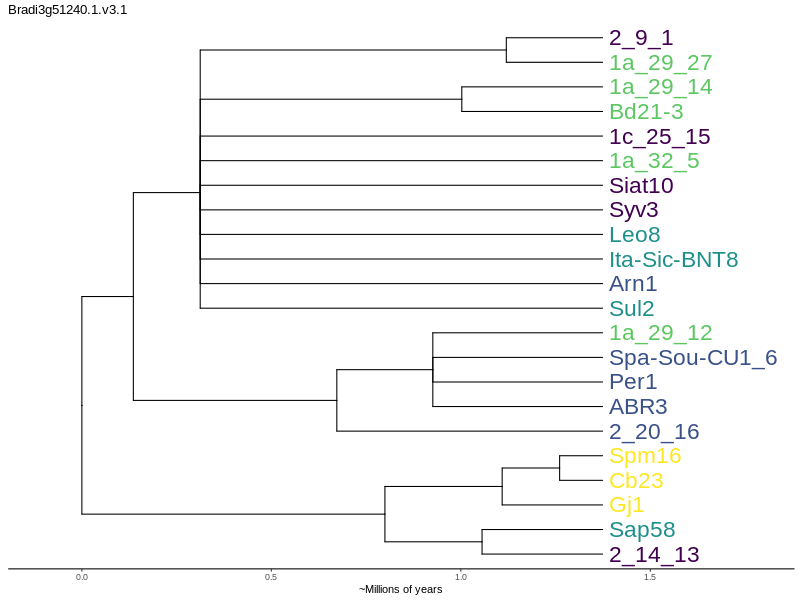 Bradi3g51240.1.v3.1
2_9_1
1a_29_27
1a_29_14
Bd21-3
1c_25_15
1a_32_5
Siat10
Syv3
Leo8
Ita-Sic-BNT8
Arn1
Sul2
1a_29_12
Spa-Sou-CU1_6
Per1
ABR3
2_20_16
Spm16
Cb23
Gj1
Sap58
2_14_13
0.0 0.5 1.0 1.5
~Millions of years